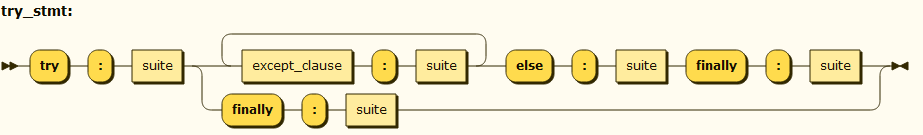 try_stmt:
try : suite except_clause : suite else : suite finally : suite
finally : suite